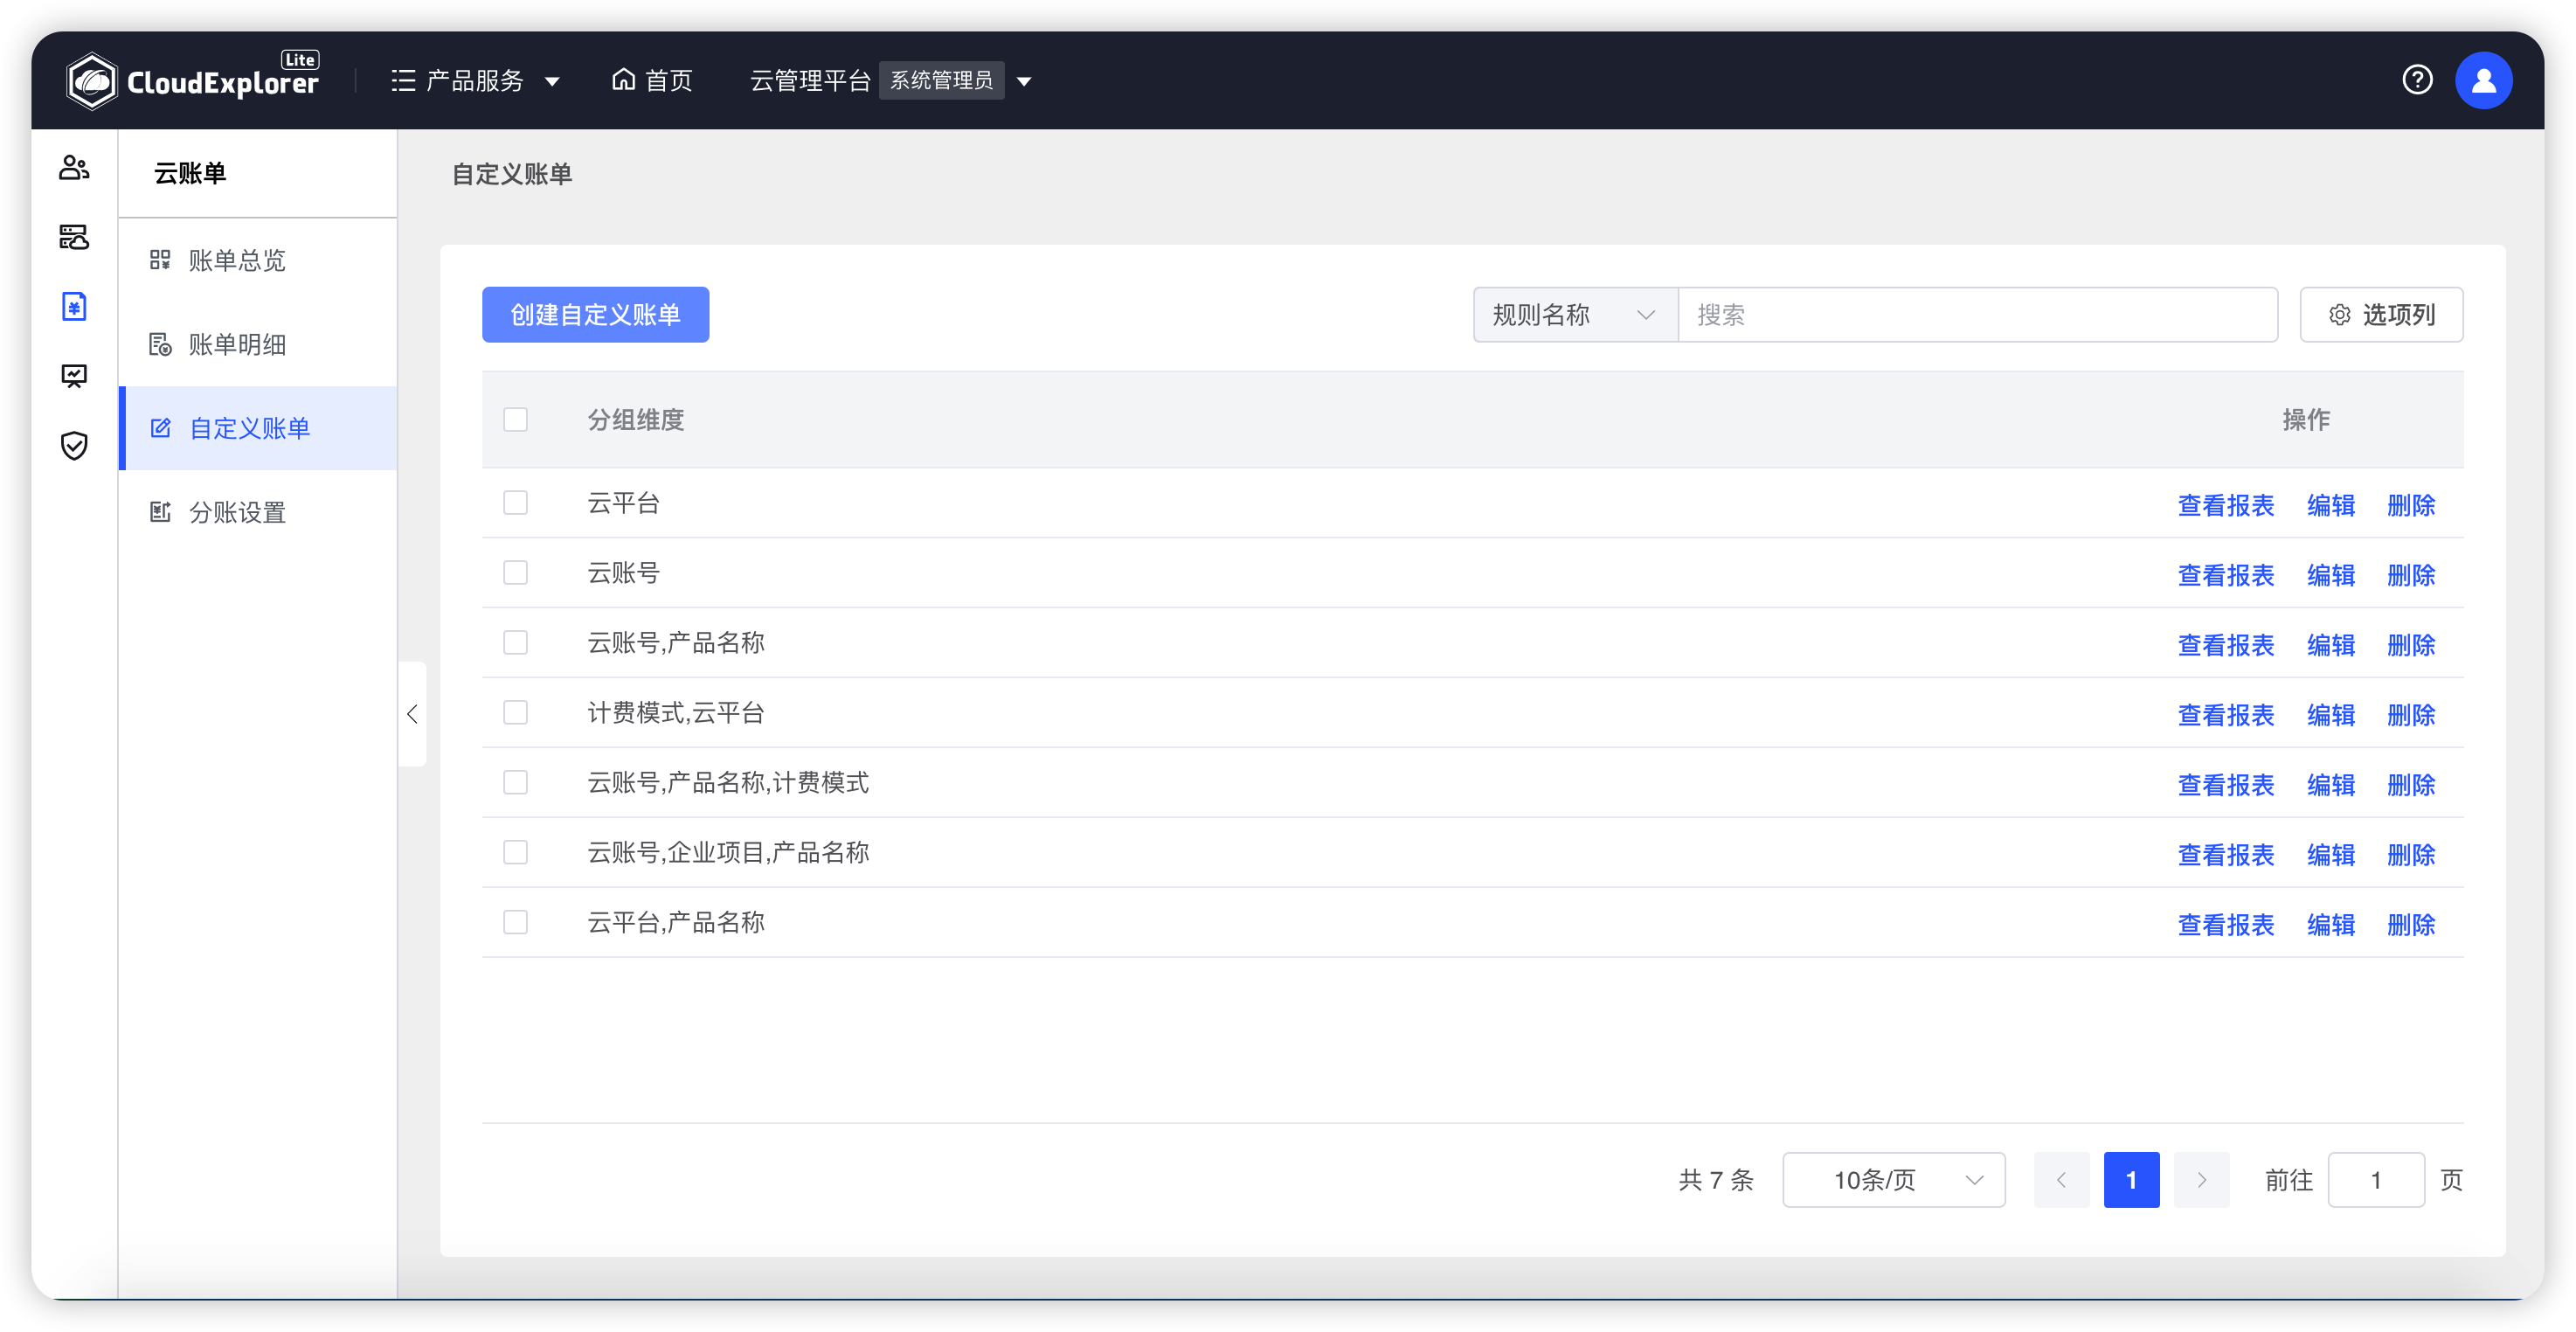 CloudExplorer Lite
产品服务
首页
云管理平台 系统管理员
云账单
账单总览
账单明细
自定义账单
分账设置
自定义账单
创建自定义账单
规则名称
搜索
选项列
分组维度 操作
云平台 查看报表 编辑 删除
云账号 查看报表 编辑 删除
云账号,产品名称 查看报表 编辑 删除
计费模式,云平台 查看报表 编辑 删除
云账号,产品名称,计费模式 查看报表 编辑 删除
云账号,企业项目,产品名称 查看报表 编辑 删除
云平台,产品名称 查看报表 编辑 删除
共 7 条 10条/页 1 前往 1 页